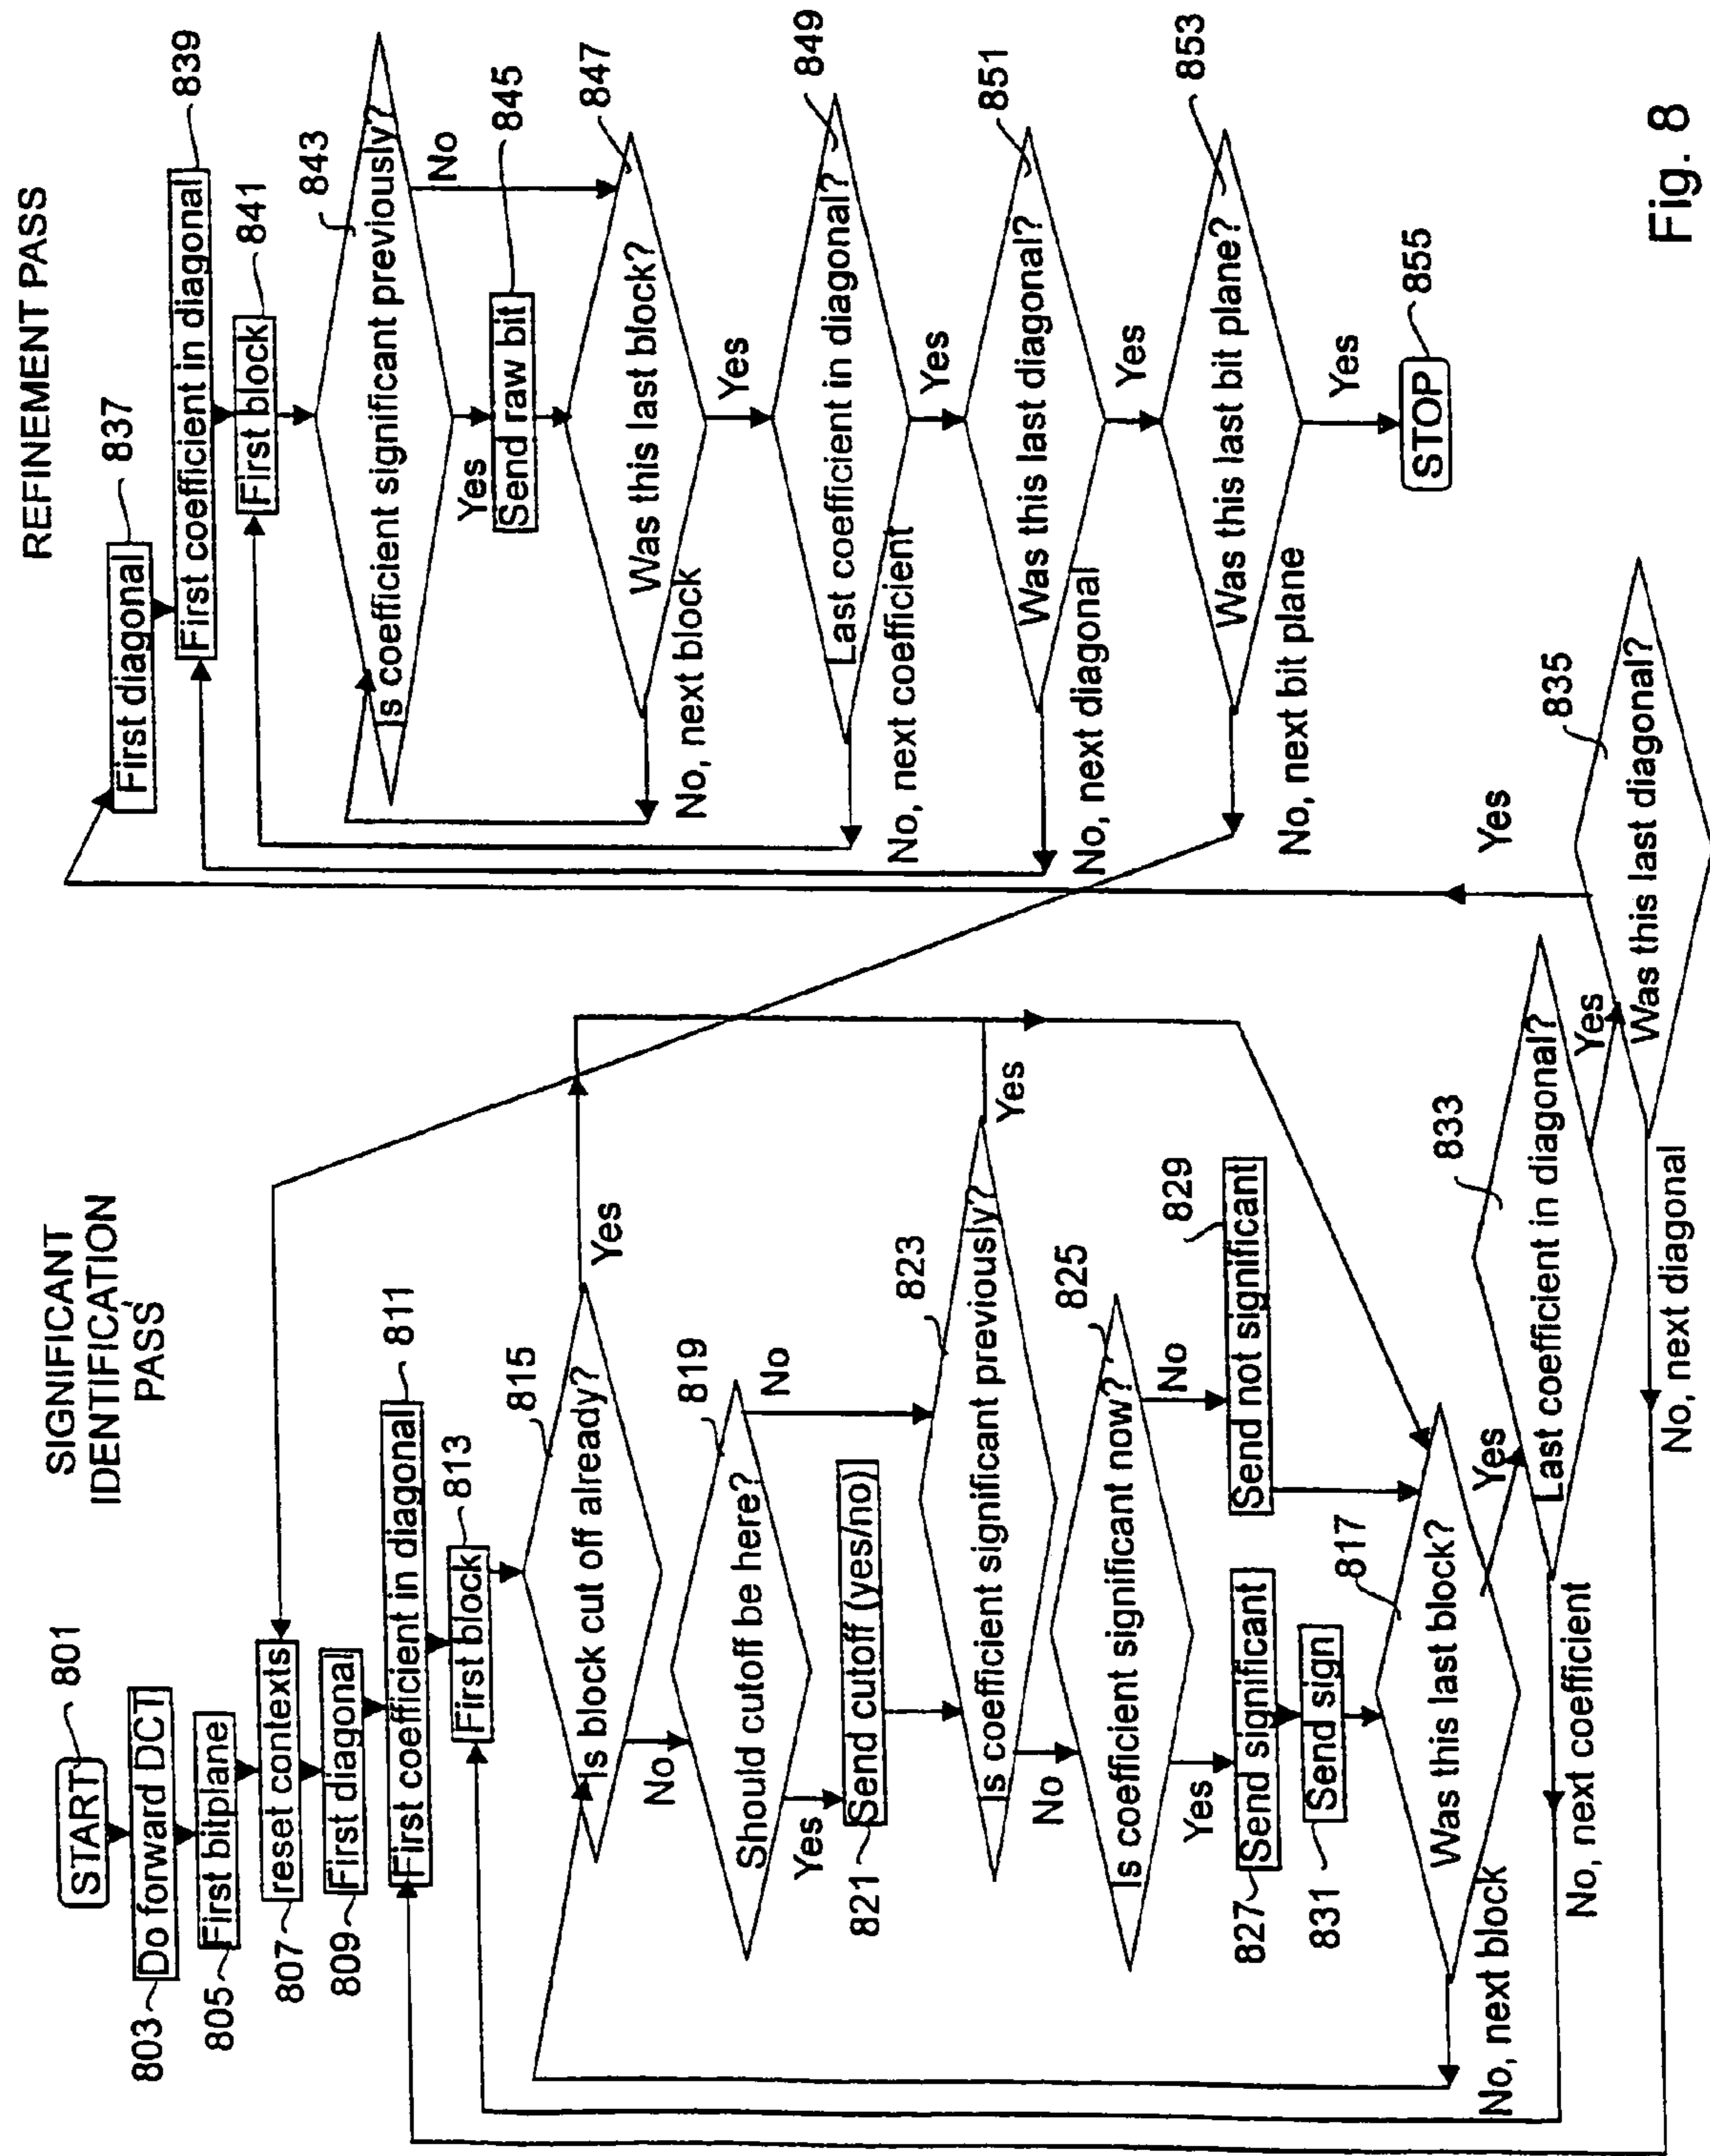 SIGNIFICANT
IDENTIFICATION
PASS
START 801
803 Do forward DCT
805 First bitplane
807 reset contexts
809 First diagonal
First coefficient in diagonal 811
First block 813
815
Is block cut off already?
Yes
No
819
Should cutoff be here?
No
Yes
821 Send cutoff (yes/no)
823
Is coefficient significant previously?
Yes
No
825
Is coefficient significant now?
No
Yes
829
Send not significant
827 Send significant
831 Send sign
817
Was this last block?
Yes
No, next block
833
Last coefficient in diagonal?
Yes
No, next coefficient
835
Was this last diagonal?
Yes
No, next diagonal
REFINEMENT PASS
First diagonal 837
First coefficient in diagonal 839
First block 841
843
Is coefficient significant previously?
No
Yes
Send raw bit 845
847
Was this last block?
Yes
No, next block
849
Last coefficient in diagonal?
Yes
No, next coefficient
851
Was this last diagonal?
Yes
No, next diagonal
853
Was this last bit plane?
Yes
No, next bit plane
STOP 855
Fig. 8